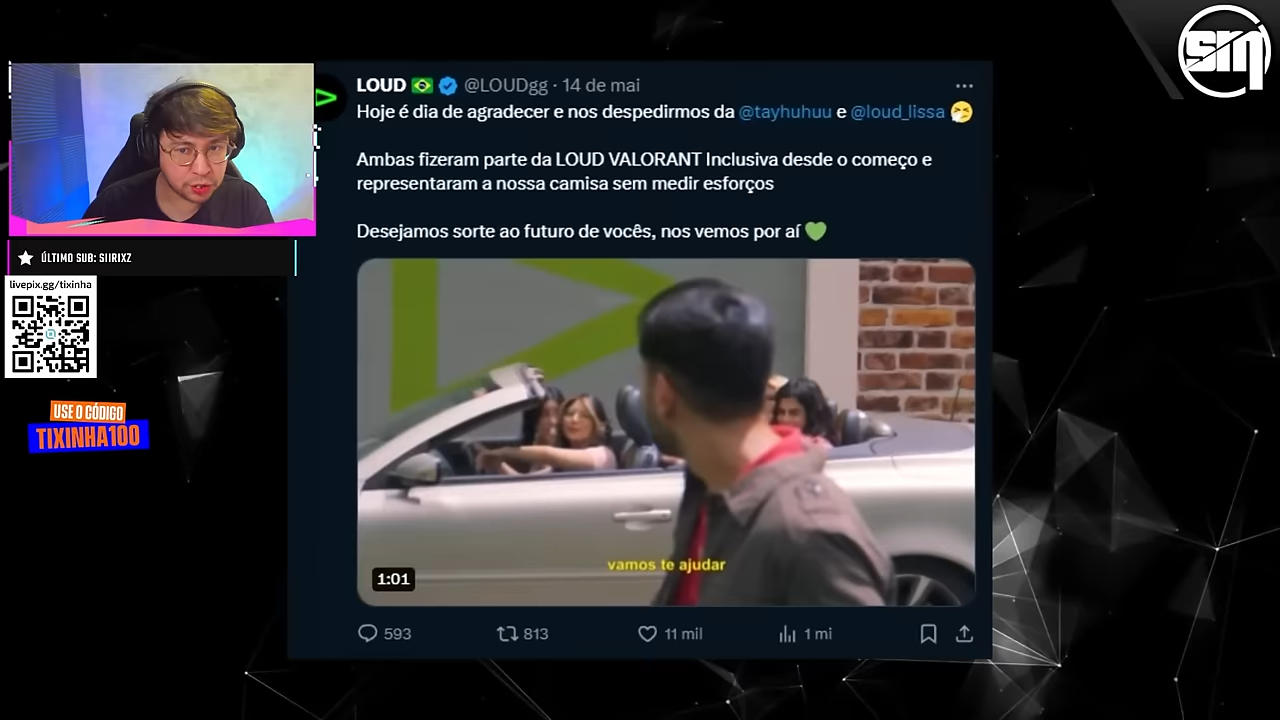 sm
LOUD @LOUDgg · 14 de mai
Hoje é dia de agradecer e nos despedirmos da @tayhuhuu e @loud_lissa
Ambas fizeram parte da LOUD VALORANT Inclusiva desde o começo e
representaram a nossa camisa sem medir esforços
Desejamos sorte ao futuro de vocês, nos vemos por aí
ÚLTIMO SUB: SIIRIXZ
livepix.gg/tixinha
USE O CÓDIGO
TIXINHA100
vamos te ajudar
1:01
593 813 11 mil 1 mi